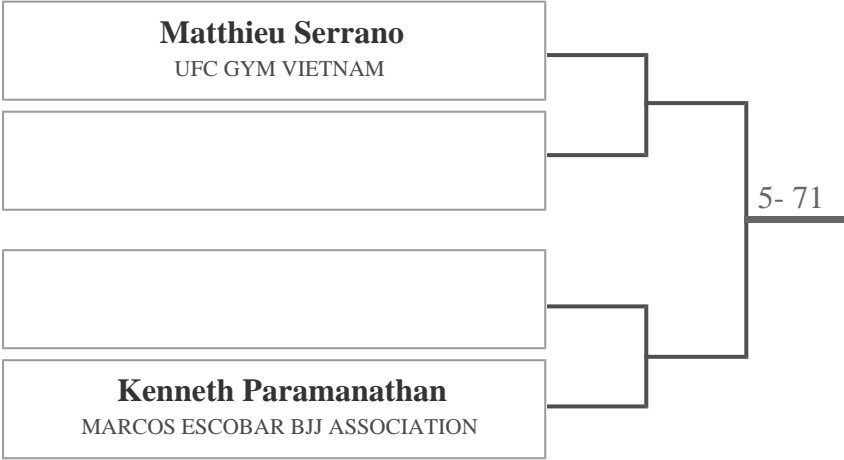 Matthieu Serrano
UFC GYM VIETNAM
5- 71
Kenneth Paramanathan
MARCOS ESCOBAR BJJ ASSOCIATION